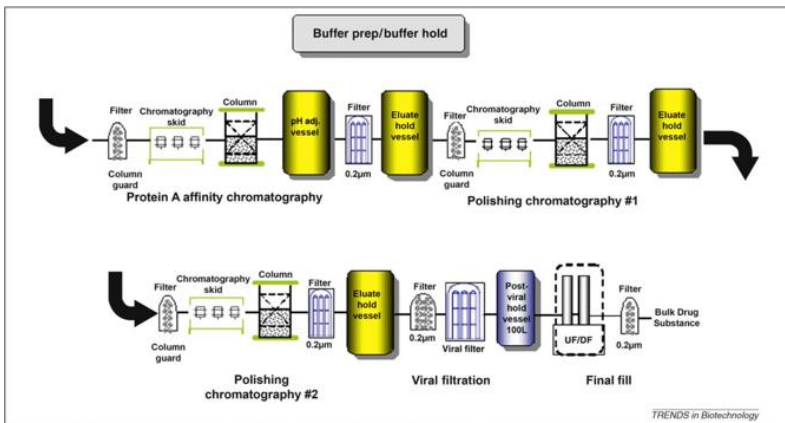 Buffer prep/buffer hold
Filter
Chromatography
skid
Column
pH adj.
vessel
Filter
Eluate
hold
vessel
Filter
Chromatography
skid
Column
Filter
Eluate
hold
vessel
Column
guard
0.2µm
Column
guard
0.2µm
Protein A affinity chromatography
Polishing chromatography #1
Filter
Chromatography
skid
Column
Filter
Eluate
hold
vessel
Filter
Post-
viral
hold
vessel
100L
Filter
Column
guard
0.2µm
0.2µm
Viral filter
UF/DF
0.2µm
Bulk Drug
Substance
Polishing
chromatography #2
Viral filtration
Final fill
TRENDS in Biotechnology